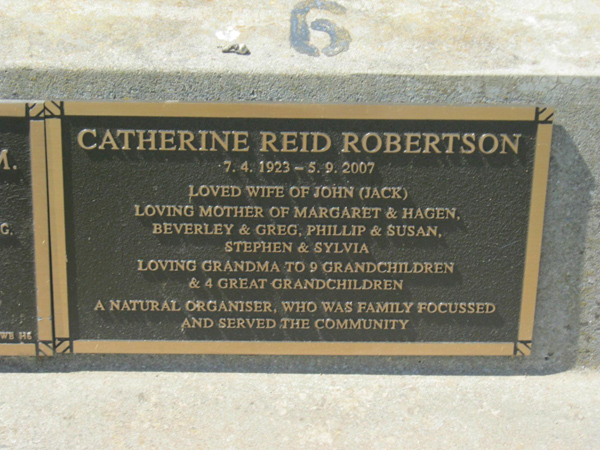 6
CATHERINE REID ROBERTSON
7. 4. 1923 – 5. 9. 2007
LOVED WIFE OF JOHN (JACK)
LOVING MOTHER OF MARGARET & HAGEN,
BEVERLEY & GREG, PHILLIP & SUSAN,
STEPHEN & SYLVIA
LOVING GRANDMA TO 9 GRANDCHILDREN
& 4 GREAT GRANDCHILDREN
A NATURAL ORGANISER, WHO WAS FAMILY FOCUSSED
AND SERVED THE COMMUNITY
M.
G.